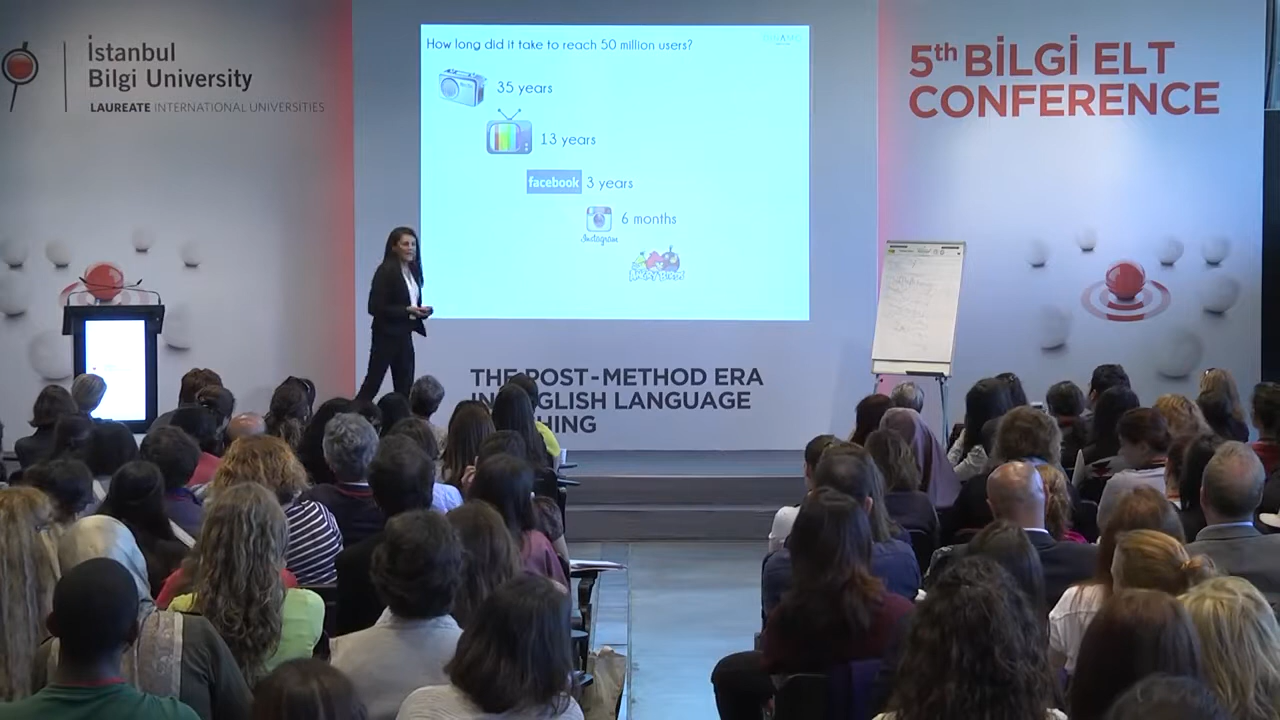 İstanbul
Bilgi University
LAUREATE INTERNATIONAL UNIVERSITIES
How long did it take to reach 50 million users?
35 years
13 years
facebook 3 years
6 months
Instagram
ANGRY BIRDS
5th BİLGİ ELT
CONFERENCE
THE POST-METHOD ERA
IN ENGLISH LANGUAGE
HING